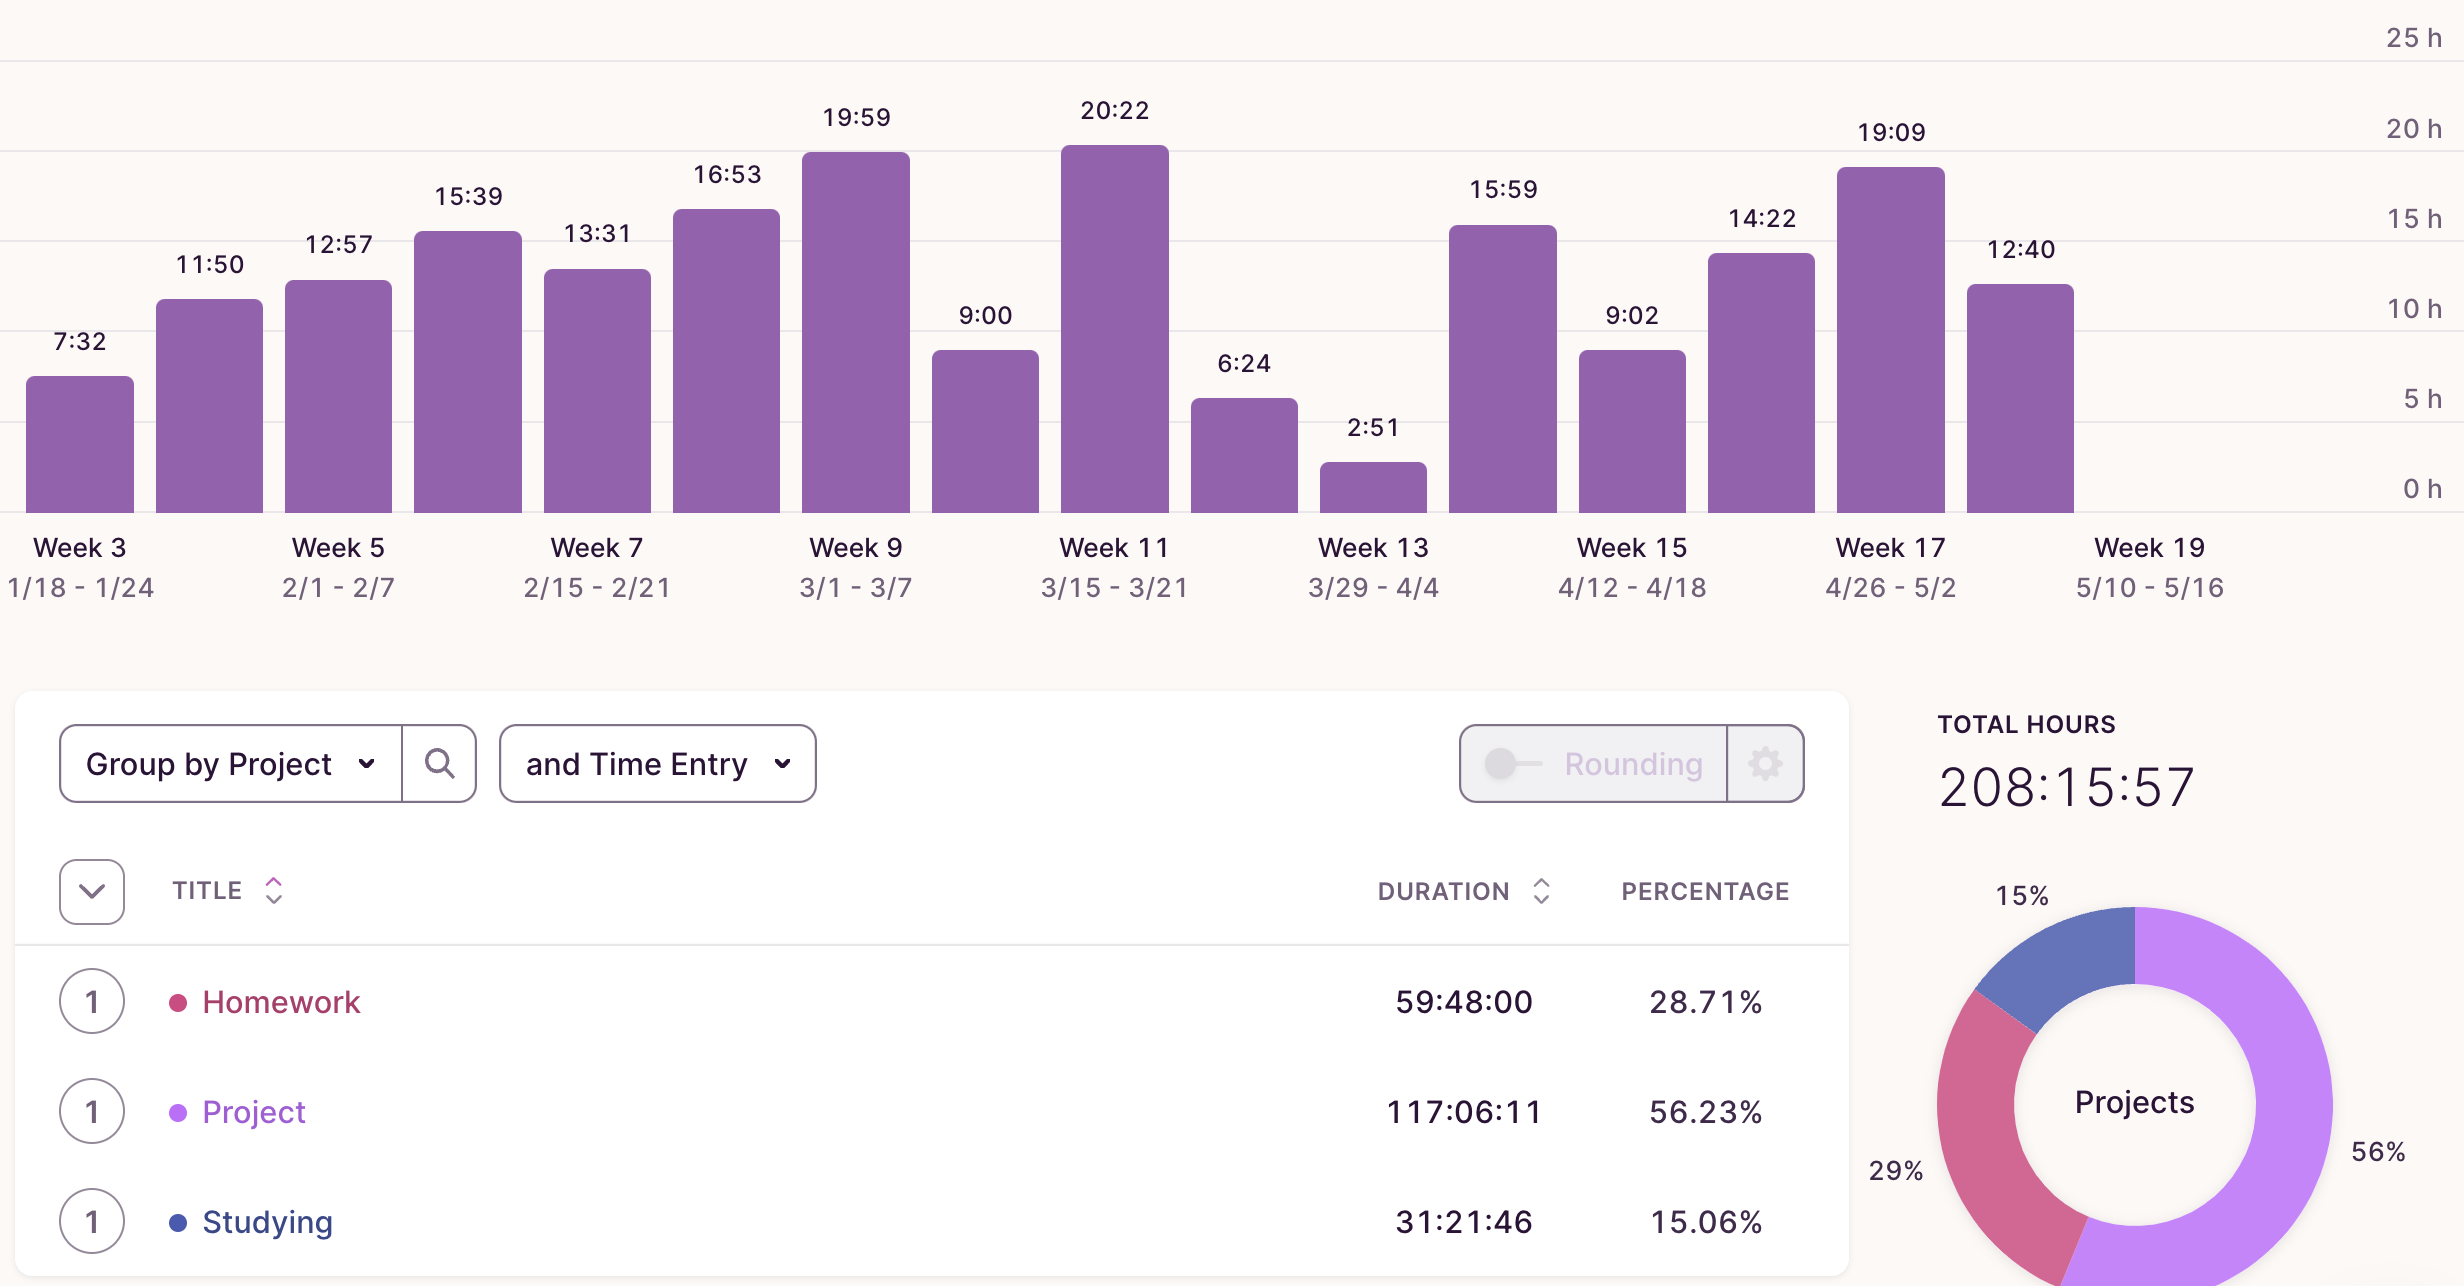 25 h
20 h
15 h
10 h
5 h
0 h
7:32
11:50
12:57
15:39
13:31
16:53
19:59
9:00
20:22
6:24
2:51
15:59
9:02
14:22
19:09
12:40
Week 3 Week 5 Week 7 Week 9 Week 11 Week 13 Week 15 Week 17 Week 19
1/18 - 1/24 2/1 - 2/7 2/15 - 2/21 3/1 - 3/7 3/15 - 3/21 3/29 - 4/4 4/12 - 4/18 4/26 - 5/2 5/10 - 5/16
Group by Project and Time Entry Rounding
TITLE DURATION PERCENTAGE
1 Homework 59:48:00 28.71%
1 Project 117:06:11 56.23%
1 Studying 31:21:46 15.06%
TOTAL HOURS
208:15:57
15%
Projects
56%
29%